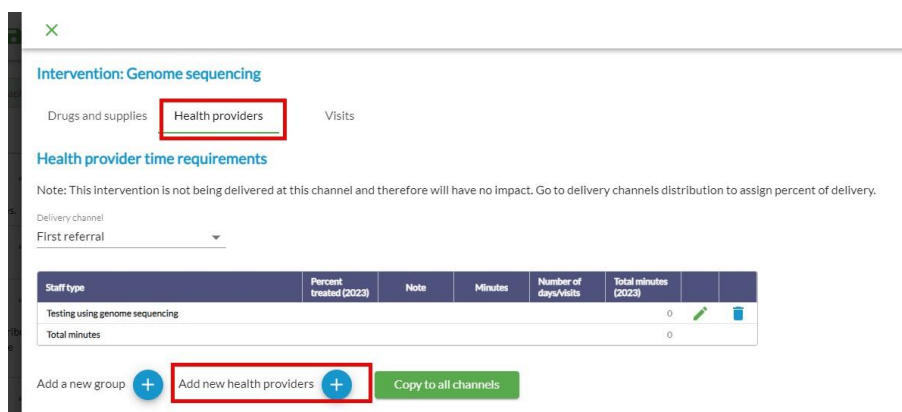 Intervention: Genome sequencing
Drugs and supplies Health providers Visits
Health provider time requirements
Note: This intervention is not being delivered at this channel and therefore will have no impact. Go to delivery channels distribution to assign percent of delivery.
Delivery channel
First referral
Staff type Percent treated (2023) Note Minutes Number of days/visits Total minutes (2023)
Testing using genome sequencing 0
Total minutes 0
Add a new group + Add new health providers + Copy to all channels